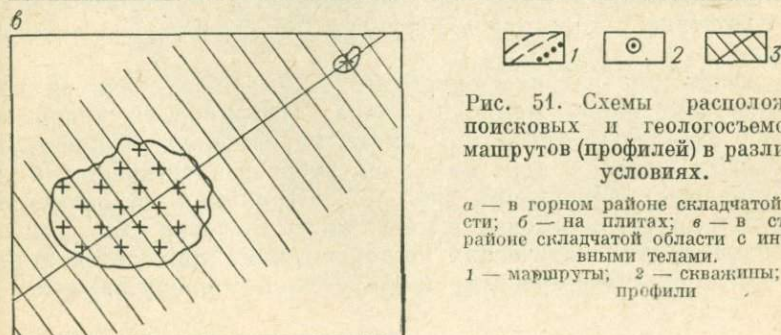 в
1 2 3
Рис. 51. Схемы располож
поисковых и геологосъемо
машрутов (профилей) в разли
условиях.
а — в горном районе складчатой
сти; б — на плитах; в — в ст
районе складчатой области с ин
вными телами.
1 — маршруты; 2 — скважины;
профили